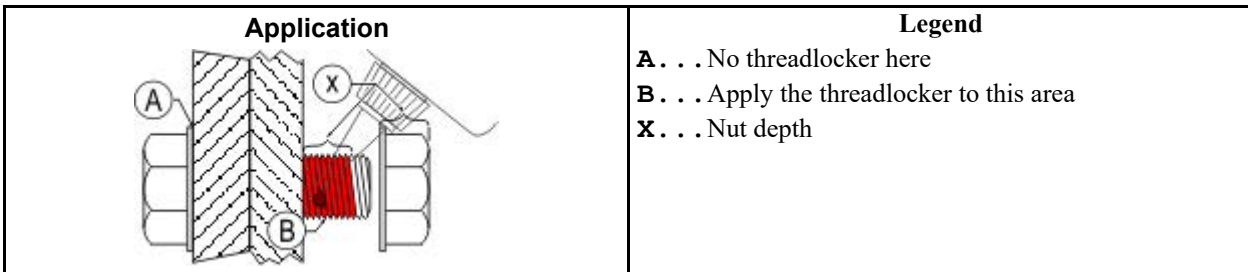 Application
A
X
B
Legend
A... No threadlocker here
B... Apply the threadlocker to this area
X... Nut depth